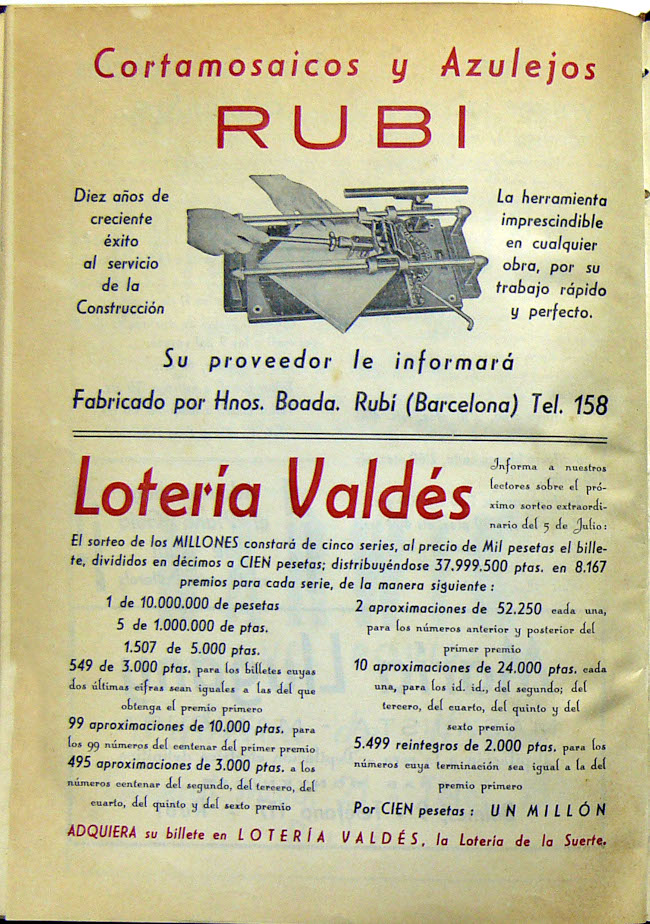 Cortamosaicos y Azulejos
RUBI
Diez años de
creciente
éxito
al servicio
de la
Construcción
La herramienta
imprescindible
en cualquier
obra, por su
trabajo rápido
y perfecto.
Su proveedor le informará
Fabricado por Hnos. Boada. Rubí (Barcelona) Tel. 158
Lotería Valdés
Informa a nuestros
lectores sobre el pró-
ximo sorteo extraordi-
nario del 5 de Julio:
El sorteo de los MILLONES constará de cinco series, al precio de Mil pesetas el bille-
te, divididos en décimos a CIEN pesetas; distribuyéndose 37.999.500 ptas. en 8.167
premios para cada serie, de la manera siguiente :
1 de 10.000.000 de pesetas
5 de 1.000.000 de ptas.
1.507 de 5.000 ptas.
549 de 3.000 ptas. para los billetes cuyas
dos últimas cifras sean iguales a las del que
obtenga el premio primero
99 aproximaciones de 10.000 ptas. para
los 99 números del centenar del primer premio
495 aproximaciones de 3.000 ptas. a los
números centenar del segundo, del tercero, del
cuarto, del quinto y del sexto premio
2 aproximaciones de 52.250 cada una,
para los números anterior y posterior del
primer premio
10 aproximaciones de 24.000 ptas. cada
una, para los id. id., del segundo; del
tercero, del cuarto, del quinto y del
sexto premio
5.499 reintegros de 2.000 ptas. para los
números cuya terminación sea igual a la del
premio primero
Por CIEN pesetas : UN MILLÓN
ADQUIERA su billete en LOTERÍA VALDÉS, la Lotería de la Suerte.